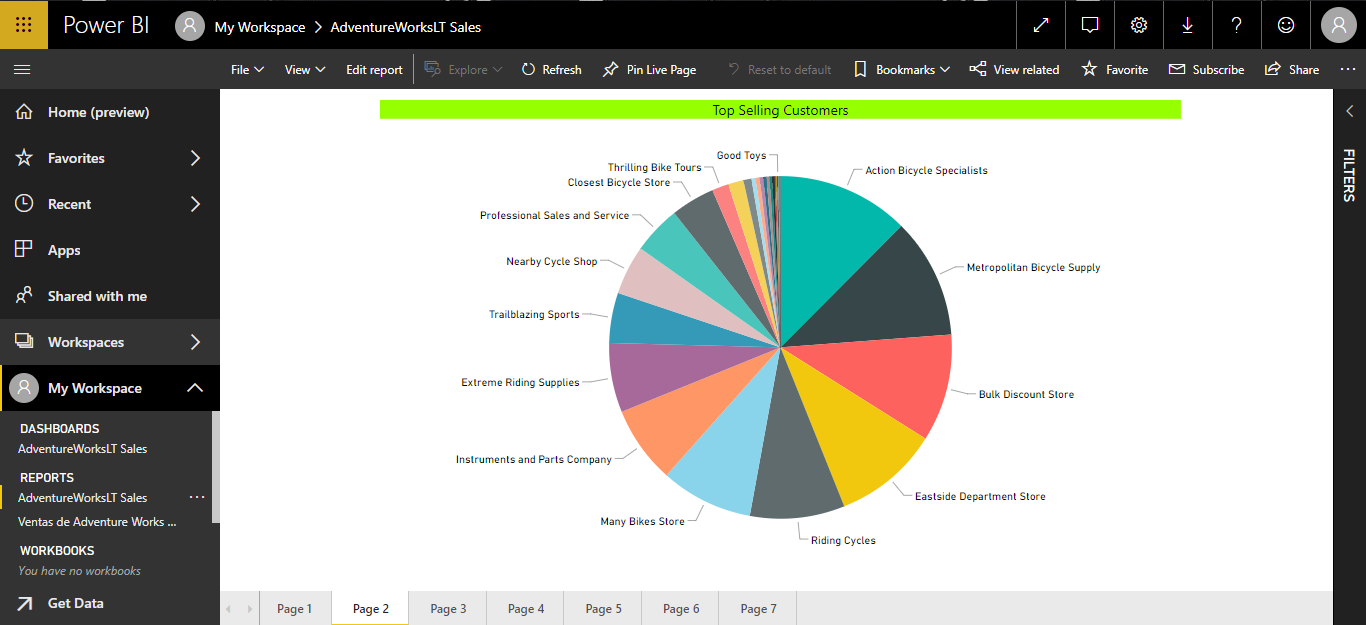 Power BI
My Workspace > AdventureWorksLT Sales
?
File View Edit report Explore Refresh Pin Live Page Reset to default Bookmarks View related Favorite Subscribe Share ...
Home (preview)
Favorites
Recent
Apps
Shared with me
Workspaces
My Workspace
DASHBOARDS
AdventureWorksLT Sales
REPORTS
AdventureWorksLT Sales ...
Ventas de Adventure Works ...
WORKBOOKS
You have no workbooks
Get Data
Top Selling Customers
Good Toys
Thrilling Bike Tours
Action Bicycle Specialists
Closest Bicycle Store
Professional Sales and Service
Nearby Cycle Shop
Metropolitan Bicycle Supply
Trailblazing Sports
Extreme Riding Supplies
Bulk Discount Store
Instruments and Parts Company
Eastside Department Store
Many Bikes Store
Riding Cycles
FILTERS
Page 1 Page 2 Page 3 Page 4 Page 5 Page 6 Page 7